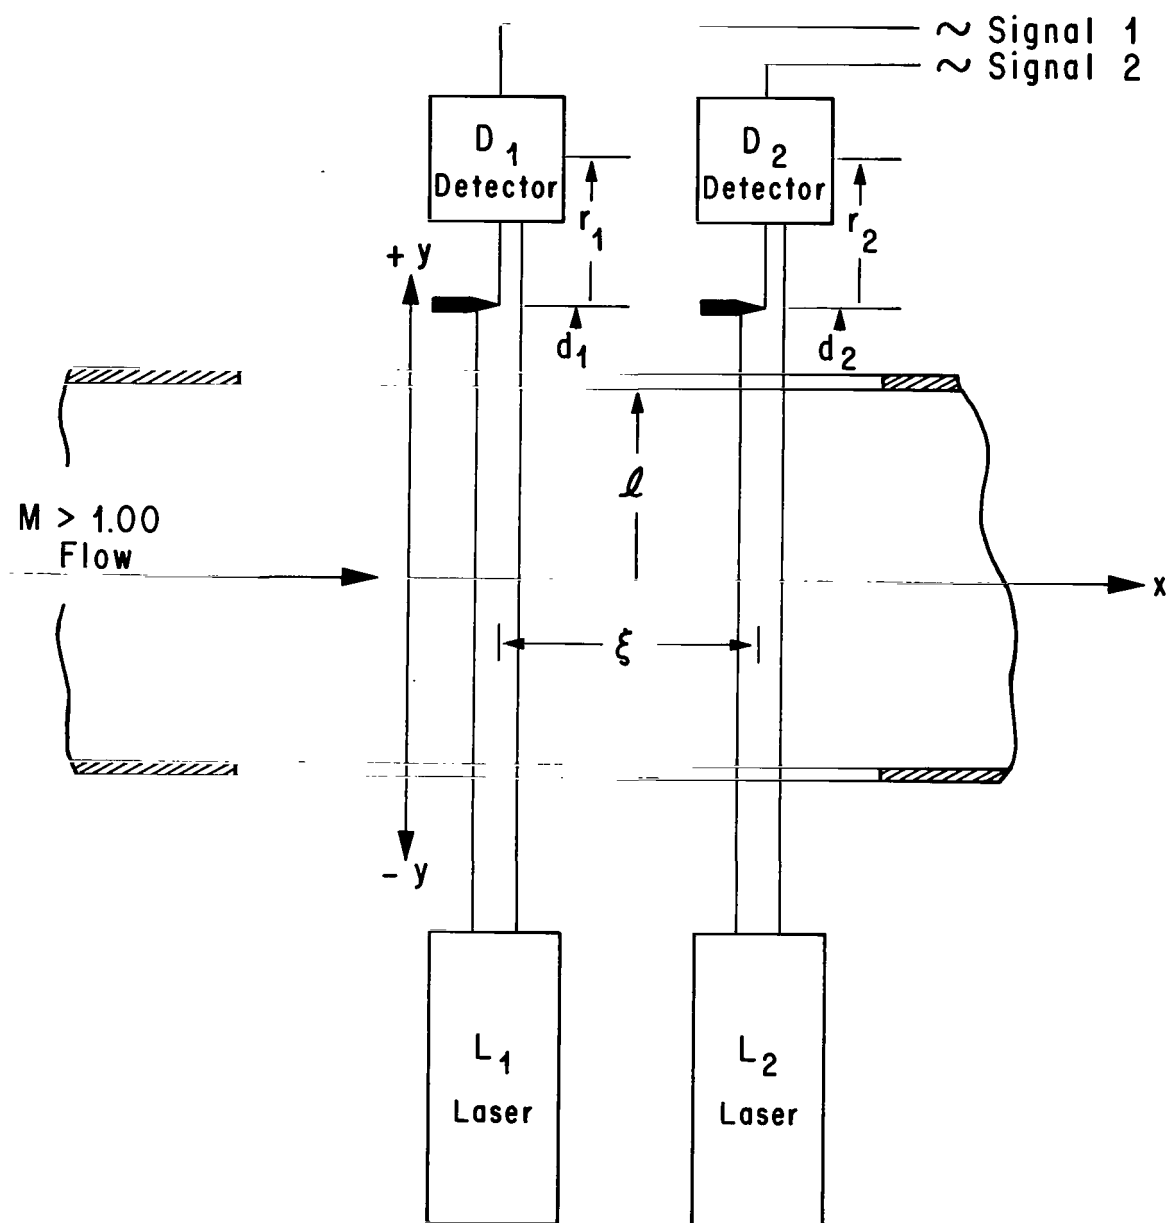 ~ Signal 1
~ Signal 2
D1
Detector
D2
Detector
r1
r2
+ y
d1
d2
ℓ
M > 1.00
Flow
x
ξ
- y
L1
Laser
L2
Laser